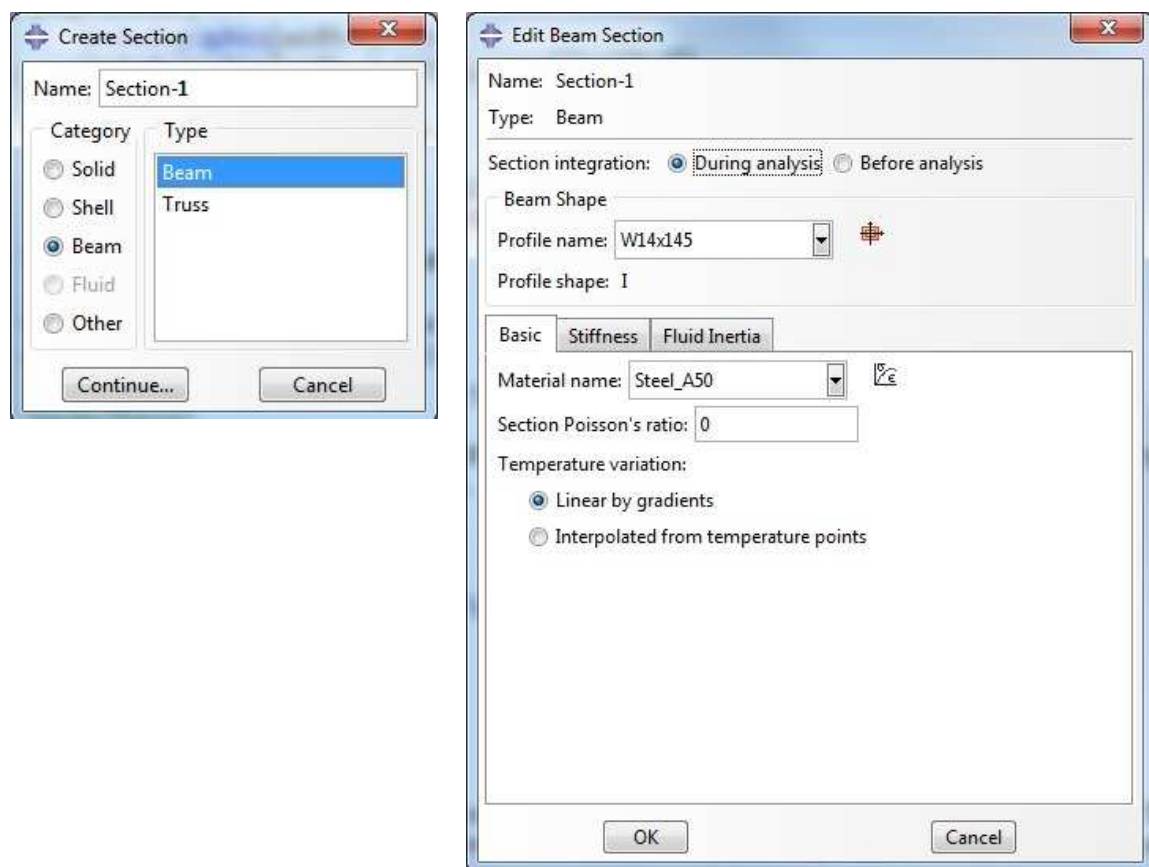 Create Section
Name: Section-1
Category
Type
Solid
Shell
Beam
Fluid
Other
Beam
Truss
Continue...
Cancel
Edit Beam Section
Name: Section-1
Type: Beam
Section integration: During analysis Before analysis
Beam Shape
Profile name: W14x145
Profile shape: I
Basic Stiffness Fluid Inertia
Material name: Steel_A50
Section Poisson's ratio: 0
Temperature variation:
Linear by gradients
Interpolated from temperature points
OK Cancel